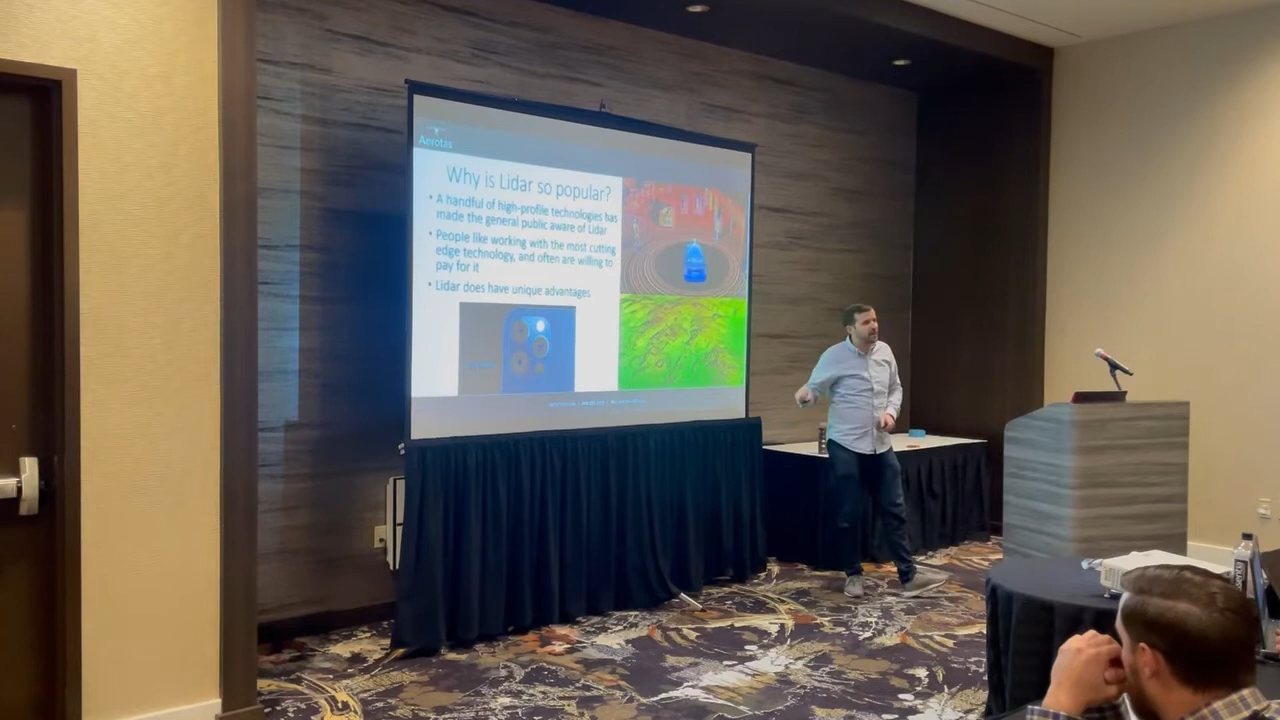 Aerotas
Why is Lidar so popular?
• A handful of high-profile technologies has
made the general public aware of Lidar
• People like working with the most cutting
edge technology, and often are willing to
pay for it
• Lidar does have unique advantages